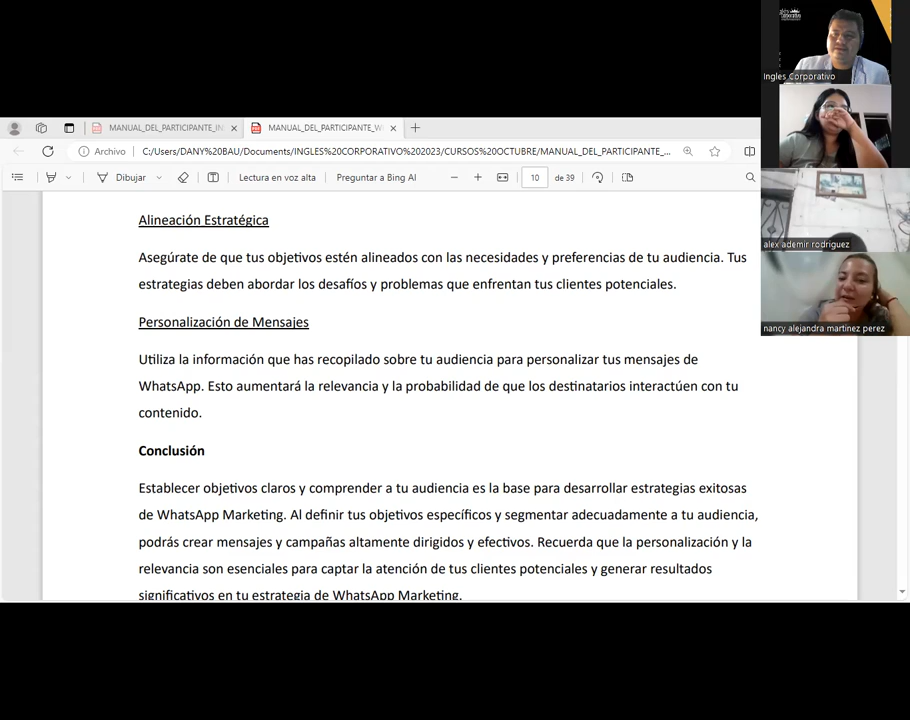 MANUAL_DEL_PARTICIPANTE_IN
MANUAL_DEL_PARTICIPANTE_W
Archivo
C:/Users/DANY%20BAU/Documents/INGLES%20CORPORATIVO%202023/CURSOS%20OCTUBRE/MANUAL_DEL_PARTICIPANTE_...
Dibujar
Lectura en voz alta
Preguntar a Bing AI
10
de 39
Alineación Estratégica
Asegúrate de que tus objetivos estén alineados con las necesidades y preferencias de tu audiencia. Tus
estrategias deben abordar los desafíos y problemas que enfrentan tus clientes potenciales.
Personalización de Mensajes
Utiliza la información que has recopilado sobre tu audiencia para personalizar tus mensajes de
WhatsApp. Esto aumentará la relevancia y la probabilidad de que los destinatarios interactúen con tu
contenido.
Conclusión
Establecer objetivos claros y comprender a tu audiencia es la base para desarrollar estrategias exitosas
de WhatsApp Marketing. Al definir tus objetivos específicos y segmentar adecuadamente a tu audiencia,
podrás crear mensajes y campañas altamente dirigidos y efectivos. Recuerda que la personalización y la
relevancia son esenciales para captar la atención de tus clientes potenciales y generar resultados
significativos en tu estrategia de WhatsApp Marketing.
Ingles Corporativo
alex ademir rodriguez
nancy alejandra martinez perez